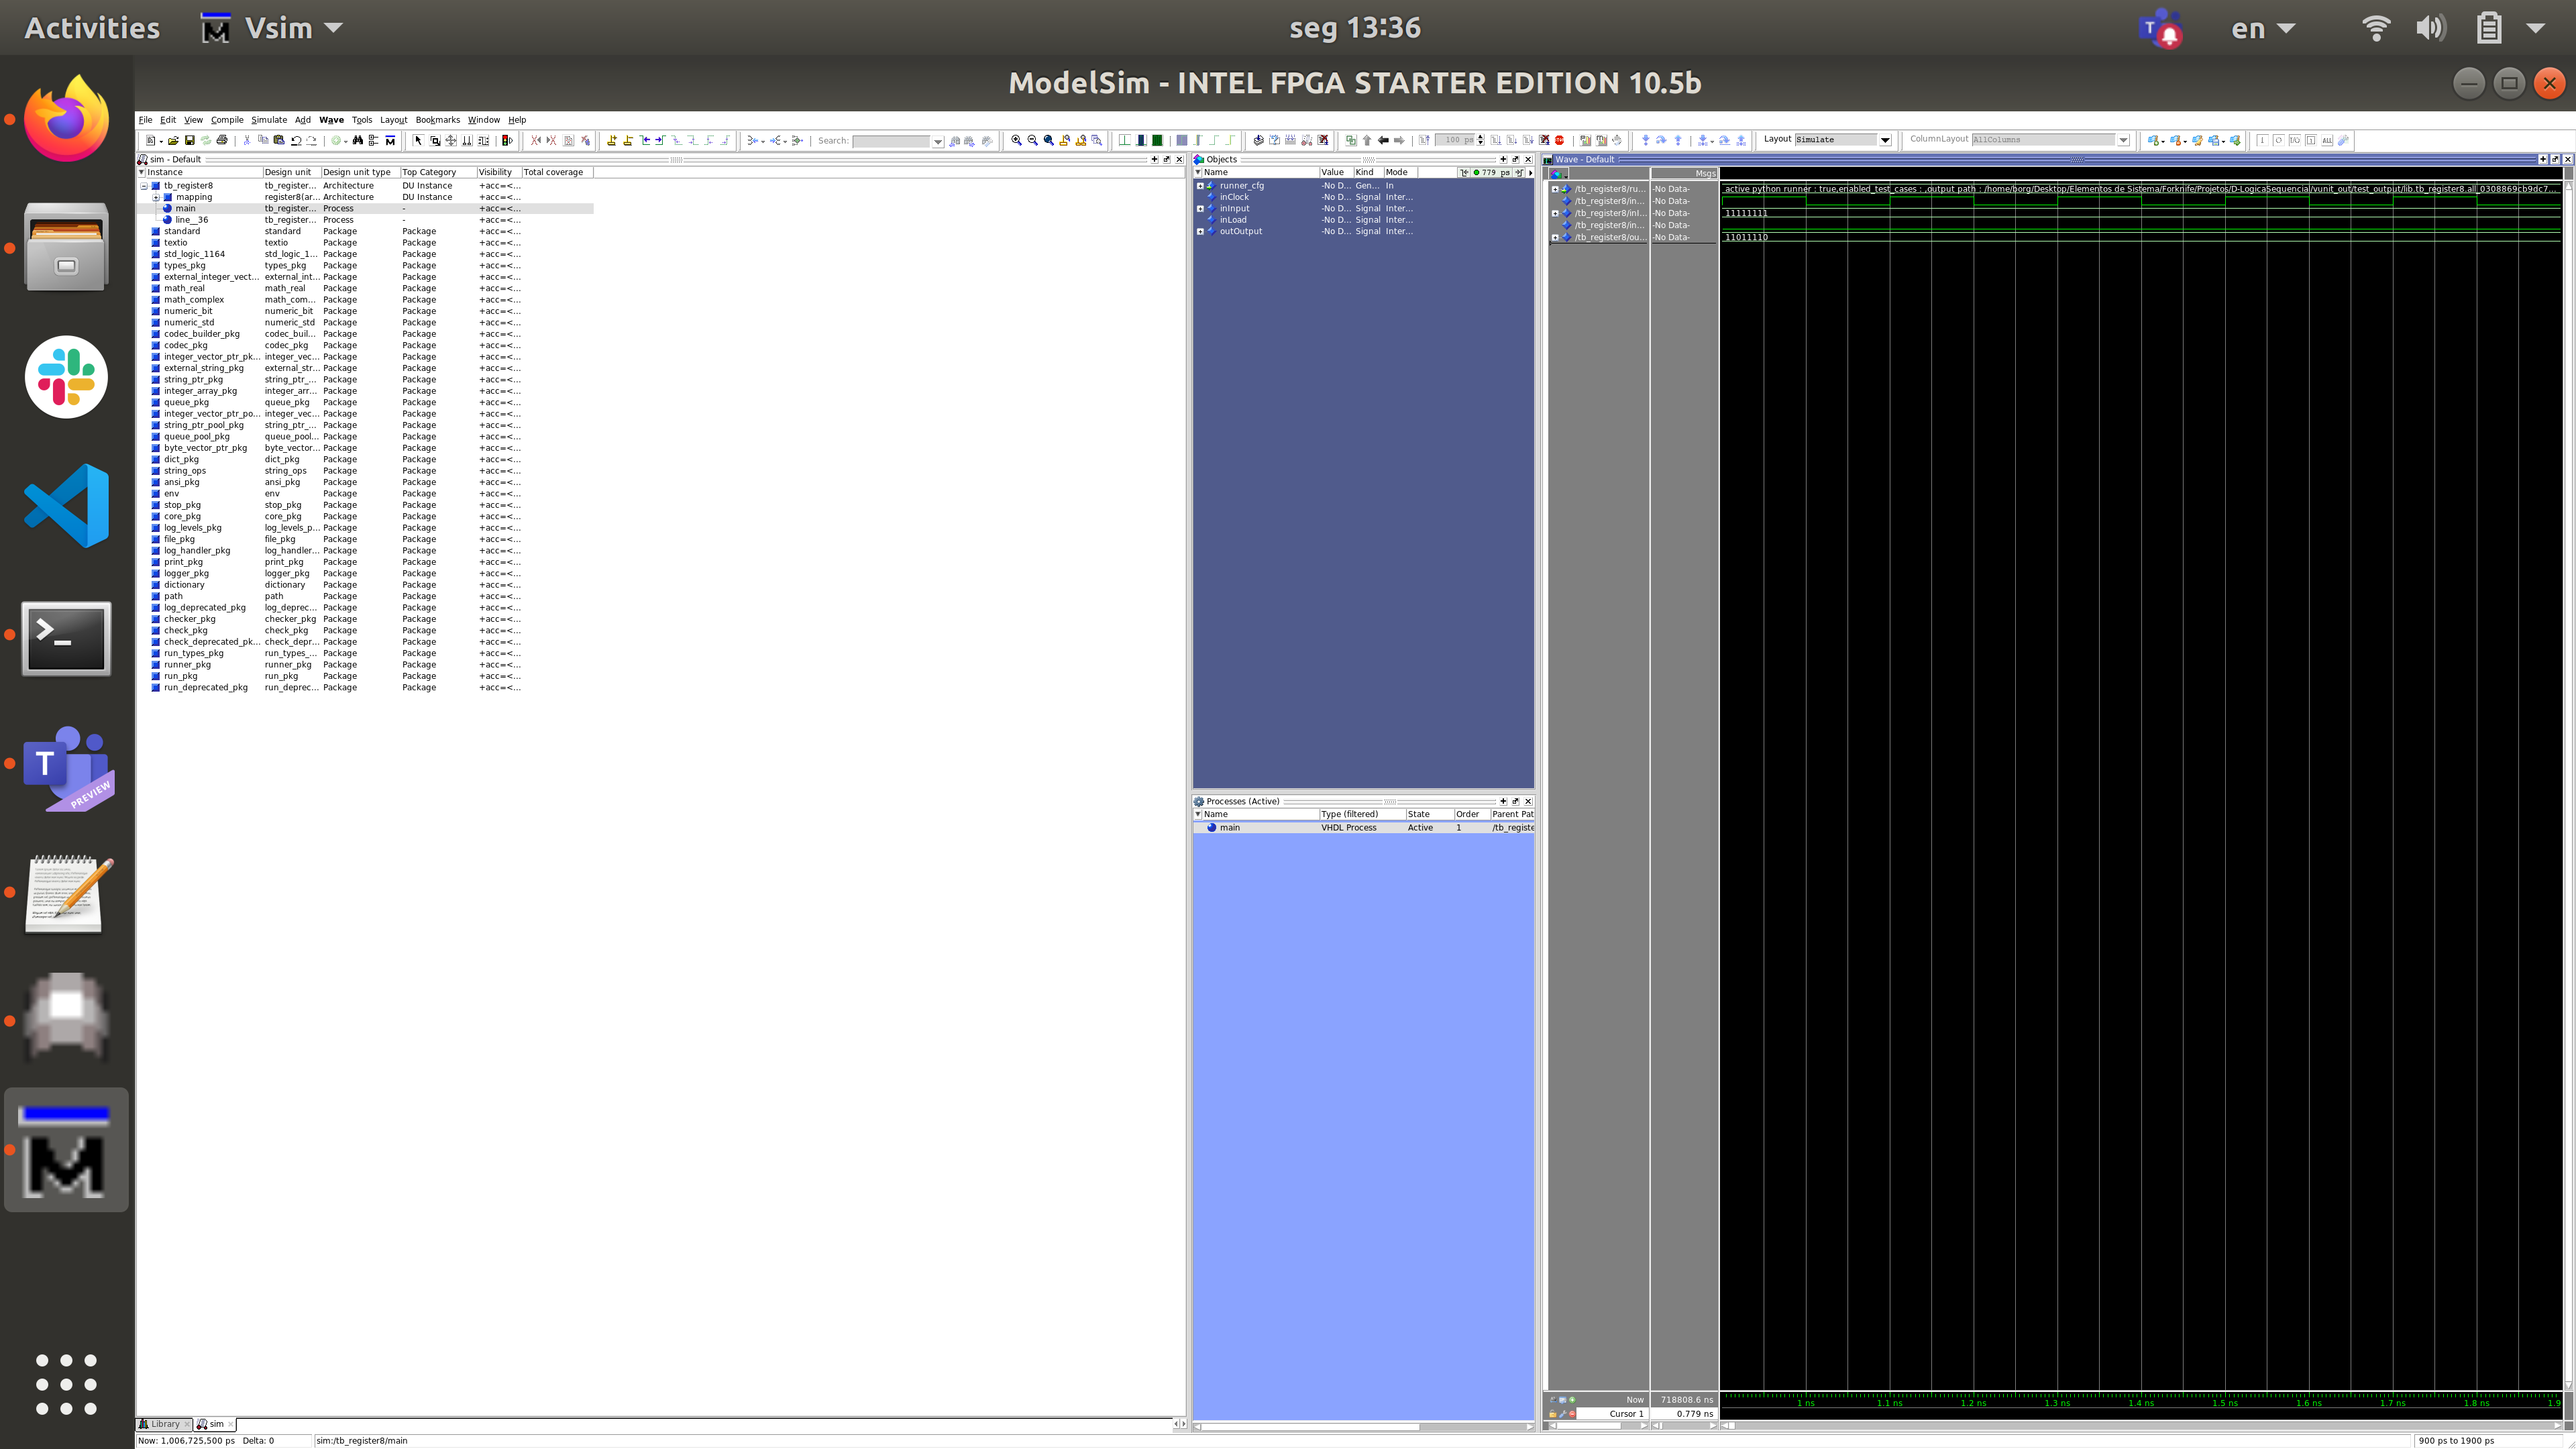 Activities Vsim seg 13:36 en
ModelSim - INTEL FPGA STARTER EDITION 10.5b
File Edit View Compile Simulate Add Wave Tools Layout Bookmarks Window Help
Search: 100 ps Layout Simulate ColumnLayout AllColumns
sim - Default
Instance Design unit Design unit type Top Category Visibility Total coverage
tb_register8 tb_register... Architecture DU Instance +acc=<...
mapping register8(ar... Architecture DU Instance +acc=<...
main tb_register... Process - +acc=<...
line__36 tb_register... Process - +acc=<...
standard standard Package Package +acc=<...
textio textio Package Package +acc=<...
std_logic_1164 std_logic_1... Package Package +acc=<...
types_pkg types_pkg Package Package +acc=<...
external_integer_vect... external_int... Package Package +acc=<...
math_real math_real Package Package +acc=<...
math_complex math_com... Package Package +acc=<...
numeric_bit numeric_bit Package Package +acc=<...
numeric_std numeric_std Package Package +acc=<...
codec_builder_pkg codec_buil... Package Package +acc=<...
codec_pkg codec_pkg Package Package +acc=<...
integer_vector_ptr_pk... integer_vec... Package Package +acc=<...
external_string_pkg external_str... Package Package +acc=<...
string_ptr_pkg string_ptr_... Package Package +acc=<...
integer_array_pkg integer_arr... Package Package +acc=<...
queue_pkg queue_pkg Package Package +acc=<...
integer_vector_ptr_po... integer_vec... Package Package +acc=<...
string_ptr_pool_pkg string_ptr_... Package Package +acc=<...
queue_pool_pkg queue_pool... Package Package +acc=<...
byte_vector_ptr_pkg byte_vector... Package Package +acc=<...
dict_pkg dict_pkg Package Package +acc=<...
string_ops string_ops Package Package +acc=<...
ansi_pkg ansi_pkg Package Package +acc=<...
env env Package Package +acc=<...
stop_pkg stop_pkg Package Package +acc=<...
core_pkg core_pkg Package Package +acc=<...
log_levels_pkg log_levels_p... Package Package +acc=<...
file_pkg file_pkg Package Package +acc=<...
log_handler_pkg log_handler... Package Package +acc=<...
print_pkg print_pkg Package Package +acc=<...
logger_pkg logger_pkg Package Package +acc=<...
dictionary dictionary Package Package +acc=<...
path path Package Package +acc=<...
log_deprecated_pkg log_deprec... Package Package +acc=<...
checker_pkg checker_pkg Package Package +acc=<...
check_pkg check_pkg Package Package +acc=<...
check_deprecated_pk... check_depr... Package Package +acc=<...
run_types_pkg run_types_... Package Package +acc=<...
runner_pkg runner_pkg Package Package +acc=<...
run_pkg run_pkg Package Package +acc=<...
run_deprecated_pkg run_deprec... Package Package +acc=<...
Library sim
Now: 1,006,725,500 ps Delta: 0 sim:/tb_register8/main
Objects
Name Value Kind Mode 779 ps
runner_cfg -No D... Gen... In
inClock -No D... Signal Inter...
inInput -No D... Signal Inter...
inLoad -No D... Signal Inter...
outOutput -No D... Signal Inter...
Processes (Active)
Name Type (filtered) State Order Parent Pat
main VHDL Process Active 1 /tb_registe
Wave - Default
Msgs
/tb_register8/ru... -No Data- active python runner : true,enabled_test_cases : ,output path : /home/borg/Desktop/Elementos de Sistema/Forknife/Projetos/D-LogicaSequencial/vunit_out/test_output/lib.tb_register8.all_0308869cb9dc7...
/tb_register8/in... -No Data-
/tb_register8/inI... -No Data- 11111111
/tb_register8/in... -No Data-
/tb_register8/ou... -No Data- 11011110
Now 718808.6 ns 1 ns 1.1 ns 1.2 ns 1.3 ns 1.4 ns 1.5 ns 1.6 ns 1.7 ns 1.8 ns 1.9
Cursor 1 0.779 ns
900 ps to 1900 ps
T
PREVIEW
M